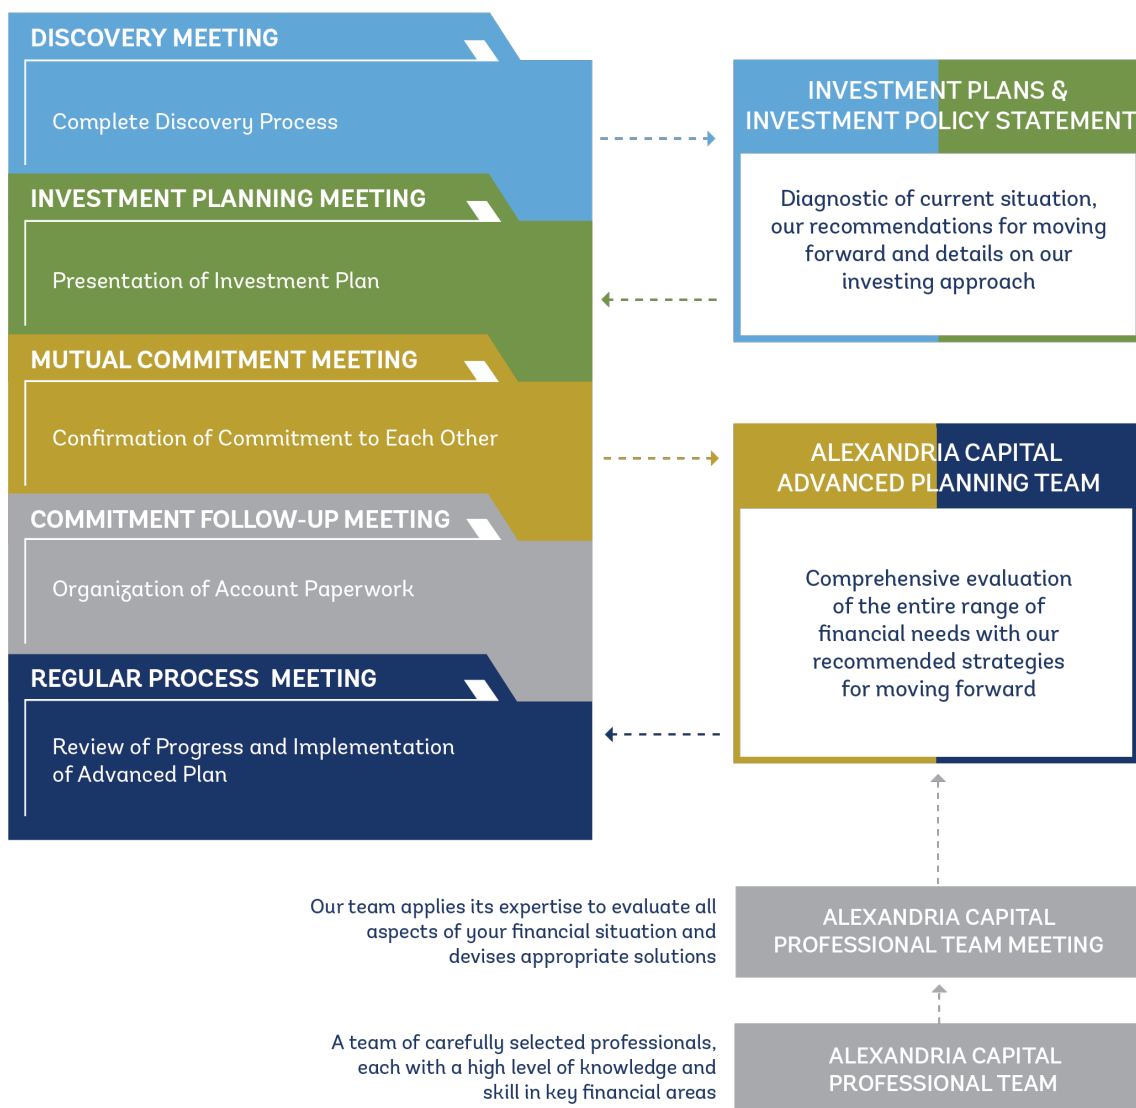 DISCOVERY MEETING
Complete Discovery Process
INVESTMENT PLANNING MEETING
Presentation of Investment Plan
MUTUAL COMMITMENT MEETING
Confirmation of Commitment to Each Other
COMMITMENT FOLLOW-UP MEETING
Organization of Account Paperwork
REGULAR PROCESS MEETING
Review of Progress and Implementation
of Advanced Plan
INVESTMENT PLANS &
INVESTMENT POLICY STATEMENT
Diagnostic of current situation,
our recommendations for moving
forward and details on our
investing approach
ALEXANDRIA CAPITAL
ADVANCED PLANNING TEAM
Comprehensive evaluation
of the entire range of
financial needs with our
recommended strategies
for moving forward
Our team applies its expertise to evaluate all
aspects of your financial situation and
devises appropriate solutions
ALEXANDRIA CAPITAL
PROFESSIONAL TEAM MEETING
A team of carefully selected professionals,
each with a high level of knowledge and
skill in key financial areas
ALEXANDRIA CAPITAL
PROFESSIONAL TEAM